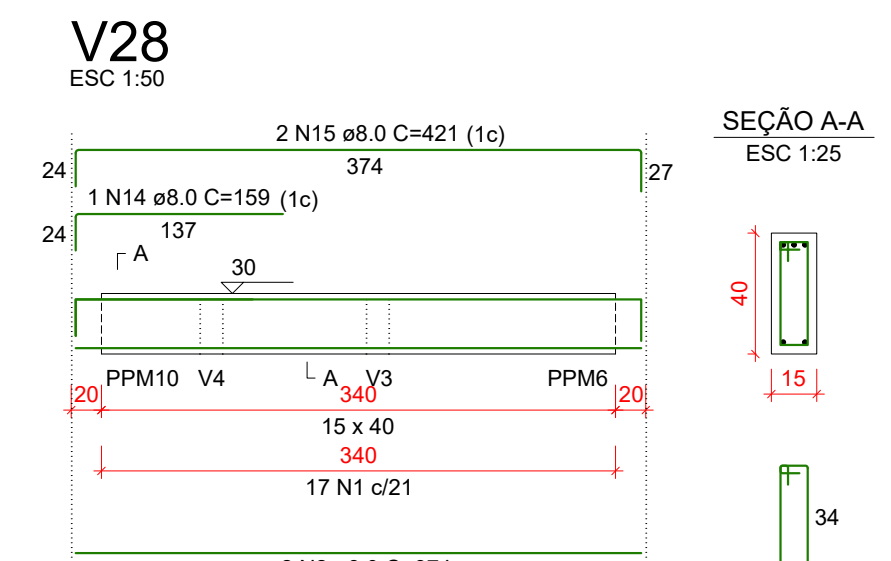 V28
ESC 1:50
2 N15 ø8.0 C=421 (1c)
24
374
27
1 N14 ø8.0 C=159 (1c)
24
137
A
30
PPM10 V4 A V3 PPM6
20 340 20
15 x 40
340
17 N1 c/21
SEÇÃO A-A
ESC 1:25
40
15
34